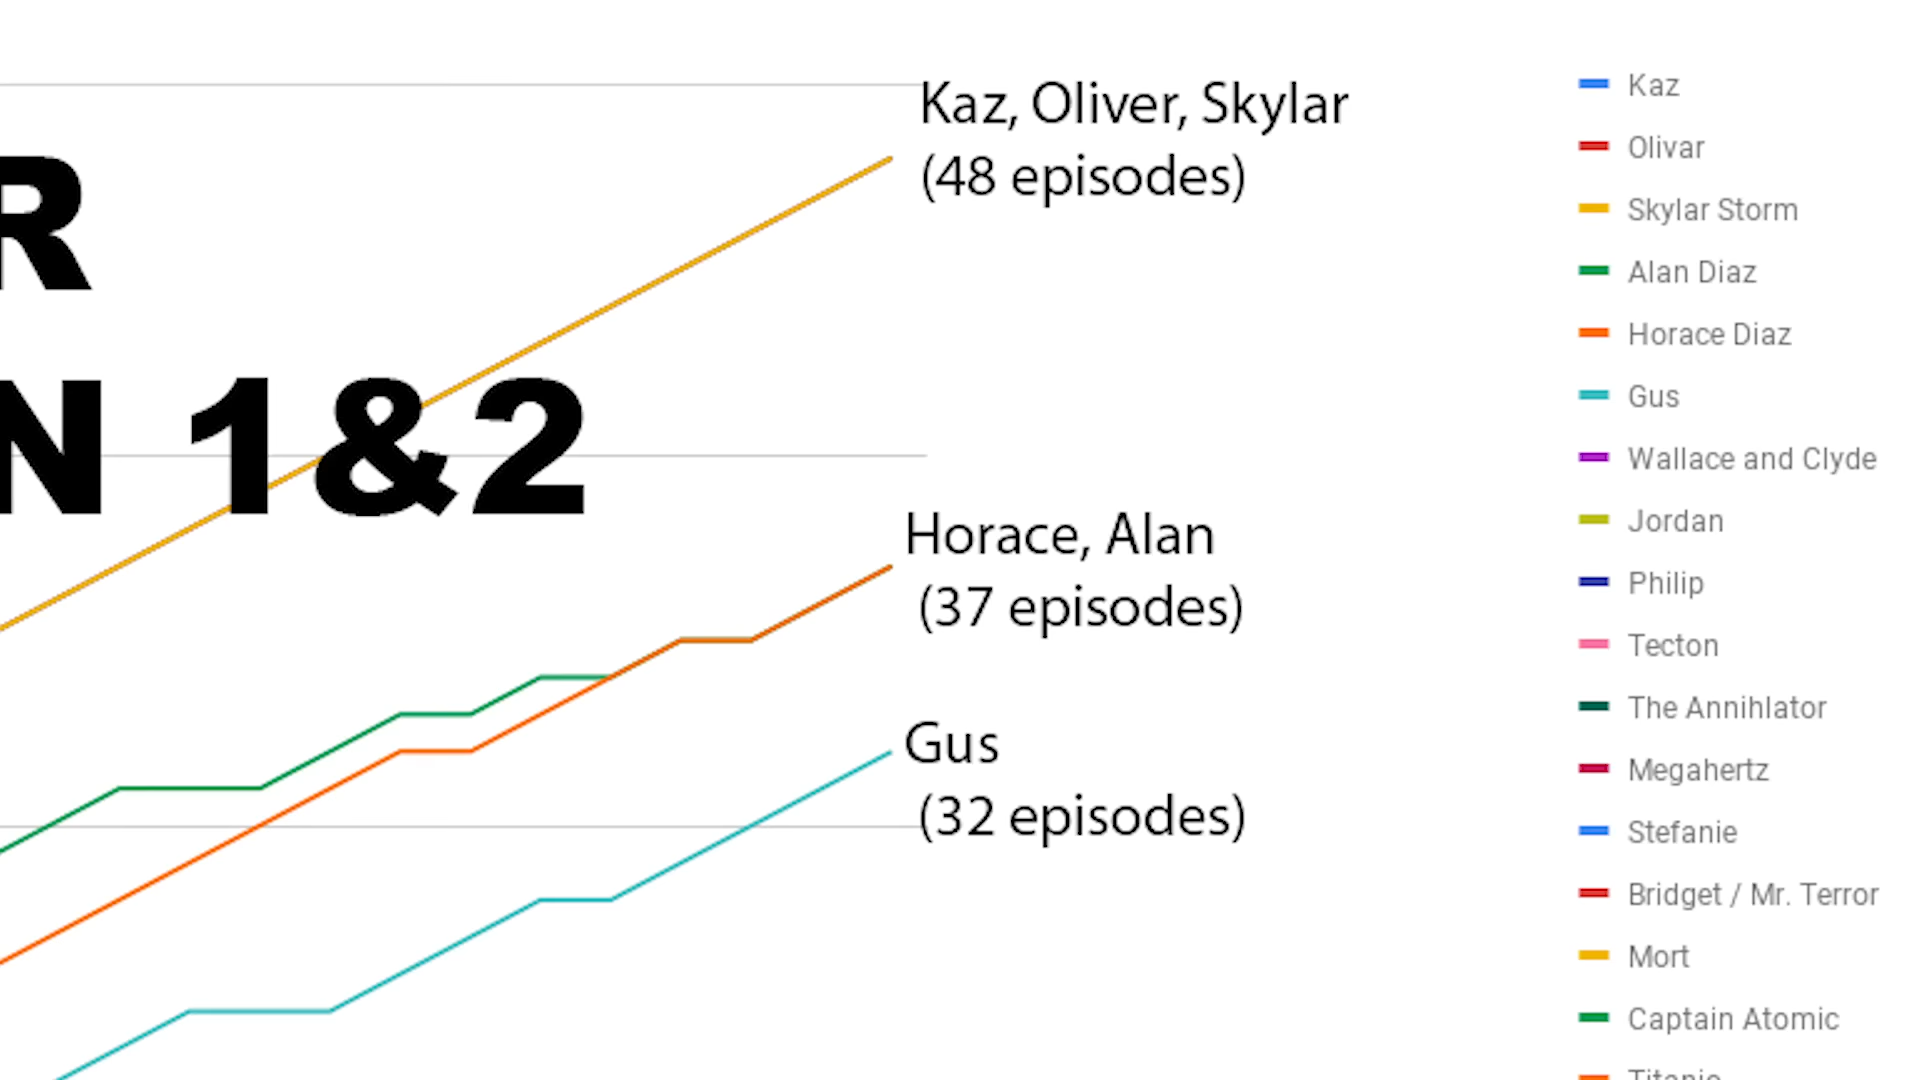 R
N 1&2
Kaz, Oliver, Skylar
(48 episodes)
Horace, Alan
(37 episodes)
Gus
(32 episodes)
Kaz
Olivar
Skylar Storm
Alan Diaz
Horace Diaz
Gus
Wallace and Clyde
Jordan
Philip
Tecton
The Annihlator
Megahertz
Stefanie
Bridget / Mr. Terror
Mort
Captain Atomic